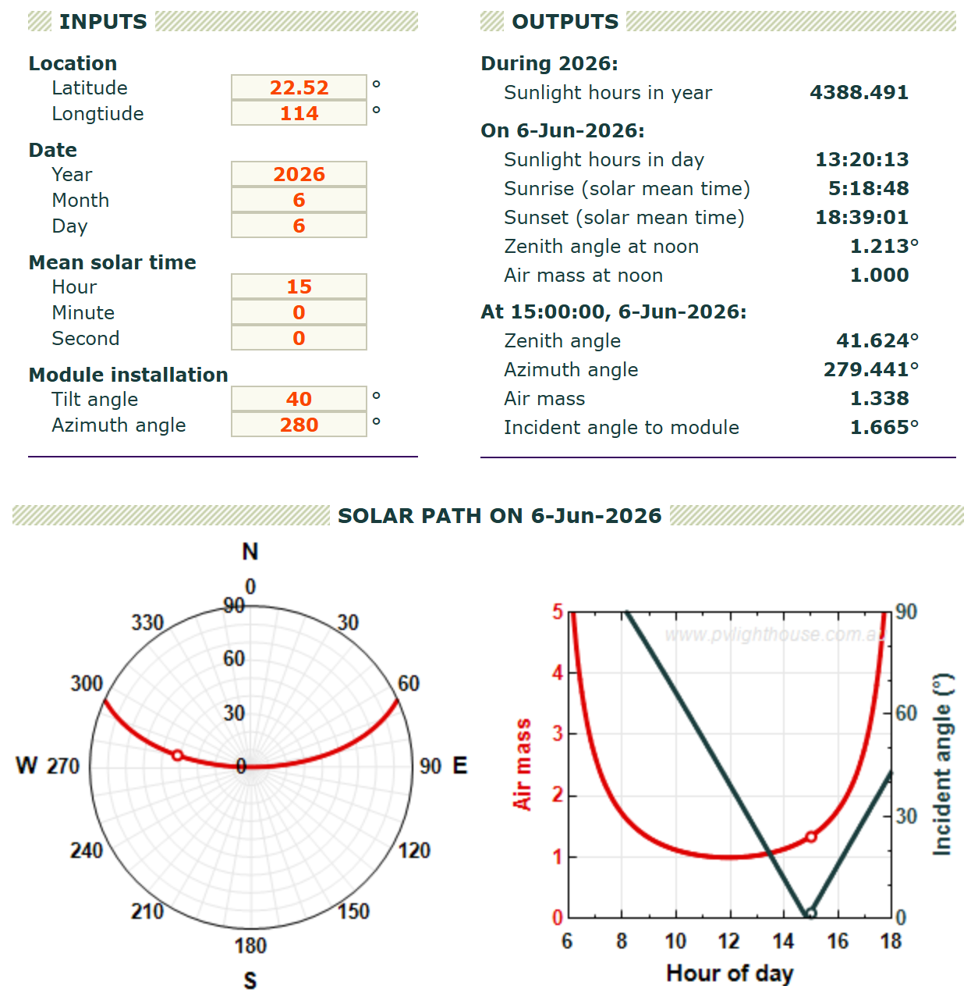 INPUTS
Location
Latitude 22.52 °
Longtiude 114 °
Date
Year 2026
Month 6
Day 6
Mean solar time
Hour 15
Minute 0
Second 0
Module installation
Tilt angle 40 °
Azimuth angle 280 °
OUTPUTS
During 2026:
Sunlight hours in year 4388.491
On 6-Jun-2026:
Sunlight hours in day 13:20:13
Sunrise (solar mean time) 5:18:48
Sunset (solar mean time) 18:39:01
Zenith angle at noon 1.213°
Air mass at noon 1.000
At 15:00:00, 6-Jun-2026:
Zenith angle 41.624°
Azimuth angle 279.441°
Air mass 1.338
Incident angle to module 1.665°
SOLAR PATH ON 6-Jun-2026
N
0
90
330 30
60
300 60
30
W 270 0 90 E
240 120
210 150
180
S
5 90
www.pvlighthouse.com.a
4
60
3
2
30
1
0 0
Air mass
Incident angle (°)
6 8 10 12 14 16 18
Hour of day